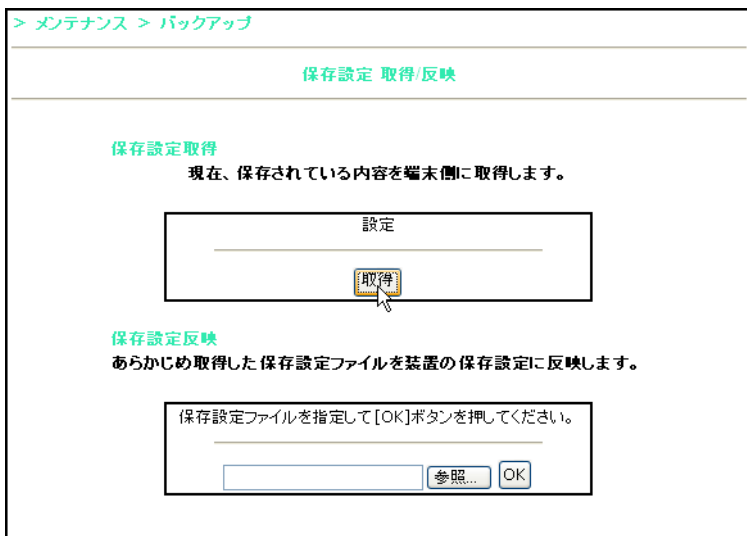 > メンテナンス > バックアップ
保存設定 取得/反映
保存設定取得
現在、保存されている内容を端末側に取得します。
設定
取得
保存設定反映
あらかじめ取得した保存設定ファイルを装置の保存設定に反映します。
保存設定ファイルを指定して[OK]ボタンを押してください。
参照... OK